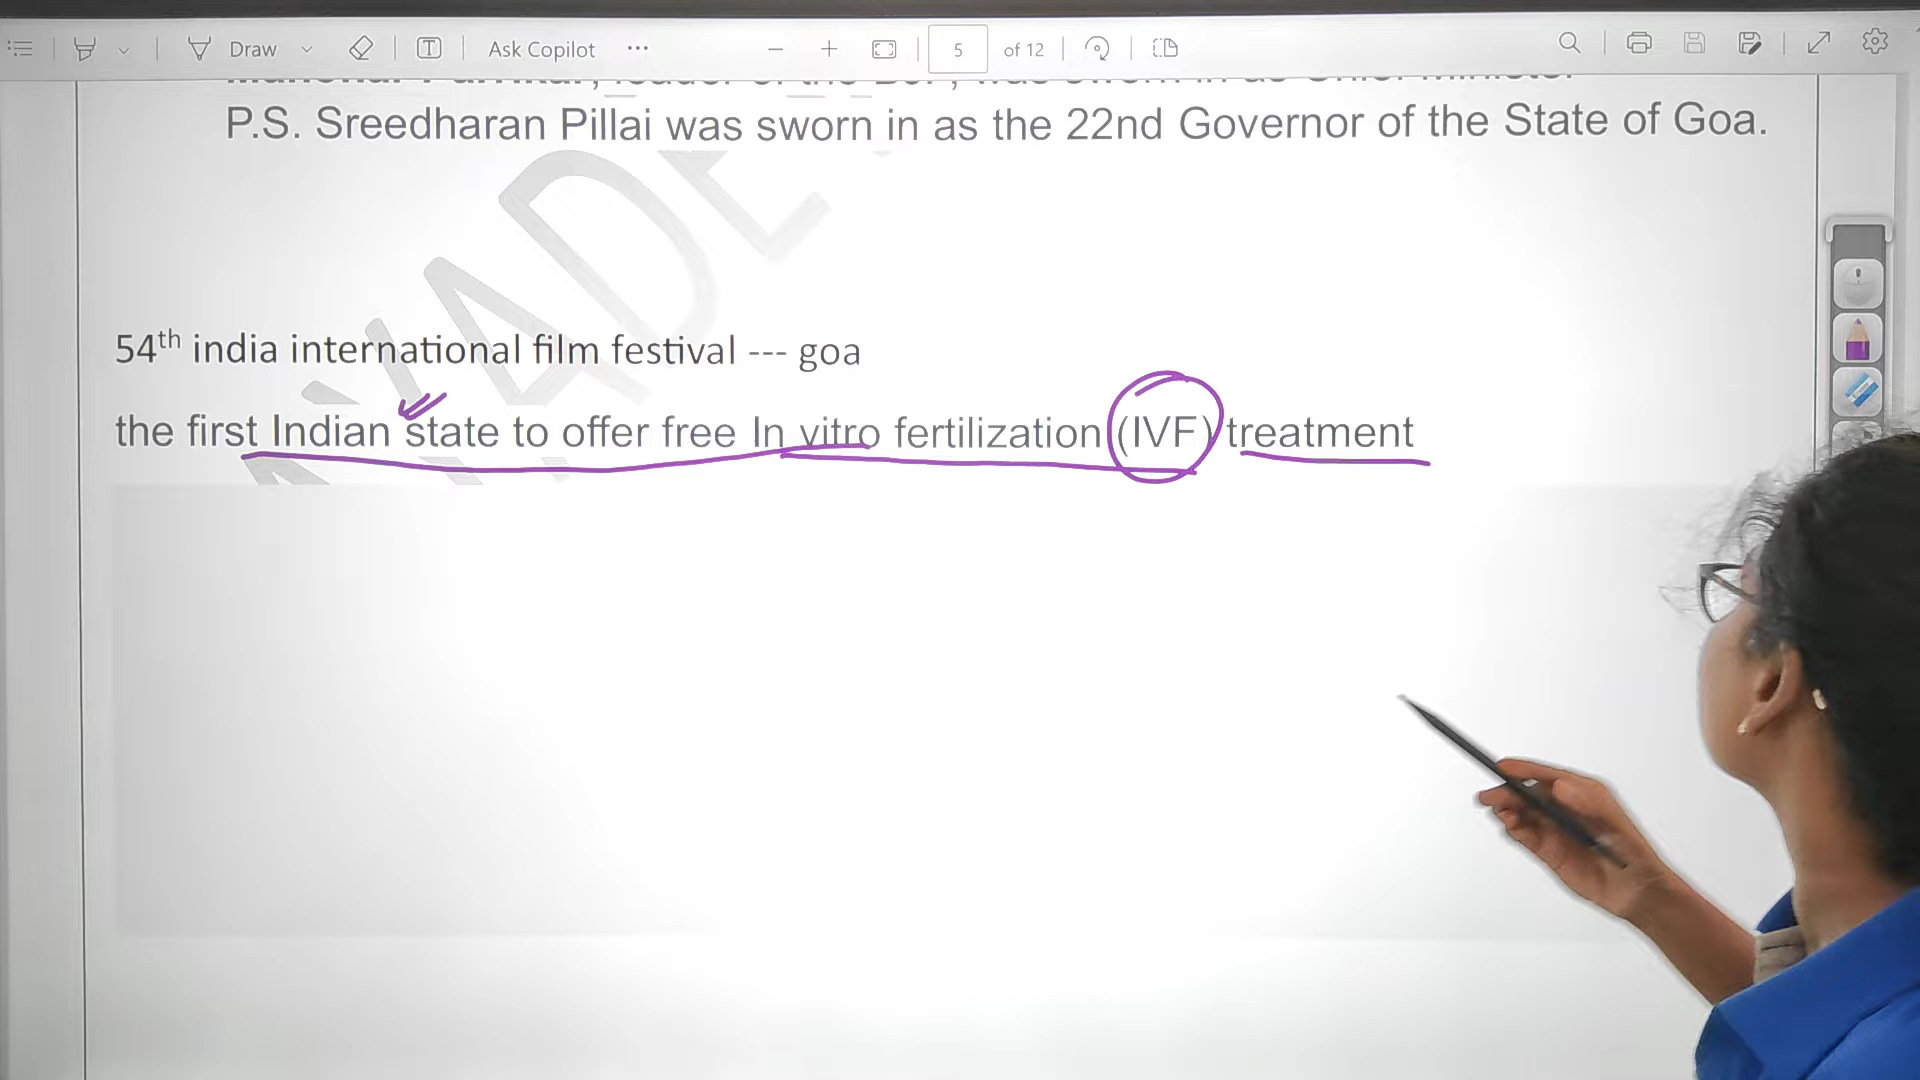 Draw
Ask Copilot
5 of 12
P.S. Sreedharan Pillai was sworn in as the 22nd Governor of the State of Goa.
54th india international film festival --- goa
the first Indian state to offer free In vitro fertilization (IVF) treatment